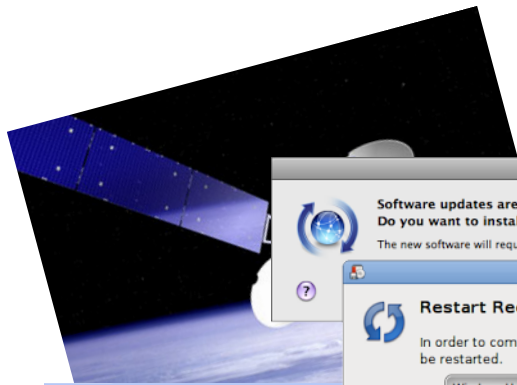 Software updates are
Do you want to instal
The new software will requ
?
Restart Req
In order to com
be restarted.